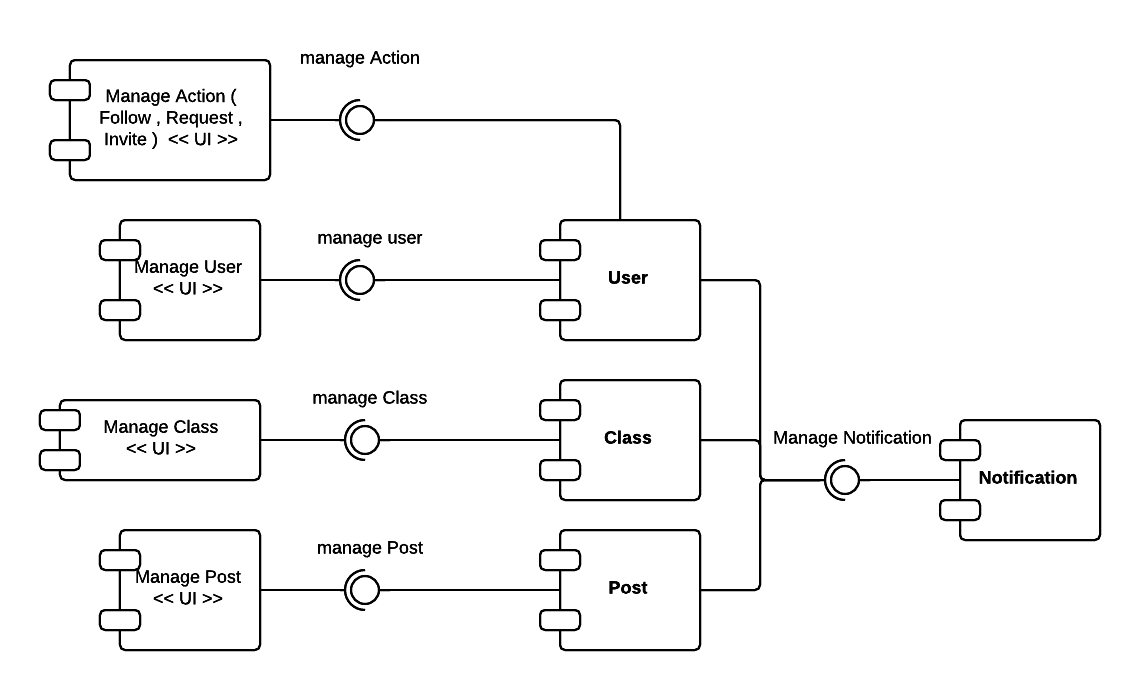 manage Action
Manage Action (
Follow , Request ,
Invite ) << UI >>
manage user
Manage User
<< UI >>
User
manage Class
Manage Class
<< UI >>
Class
Manage Notification
Notification
manage Post
Manage Post
<< UI >>
Post